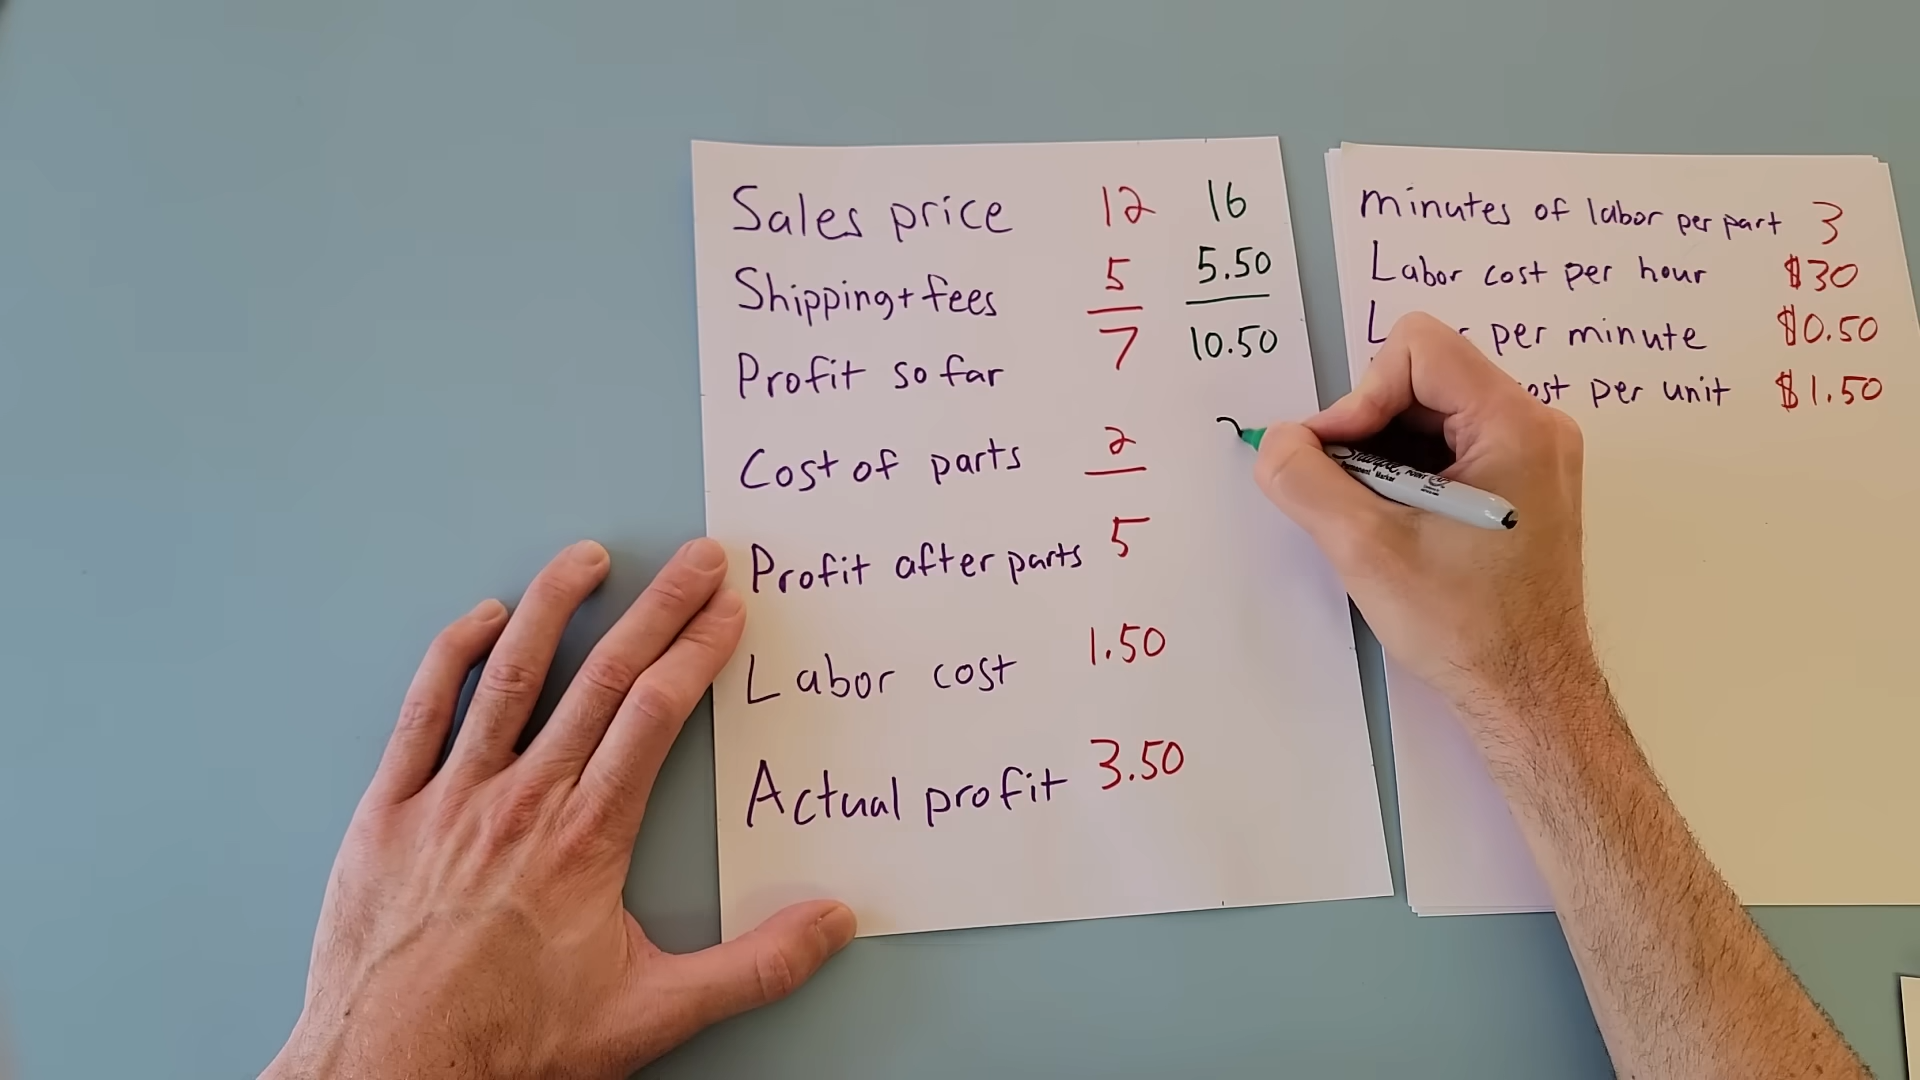 Sales price 12 16
Shipping+fees 5 5.50
Profit so far 7 10.50
Cost of parts 2
Profit after parts 5
Labor cost 1.50
Actual profit 3.50
minutes of labor per part 3
Labor cost per hour $30
per minute $0.50
per unit $1.50
Sharpie